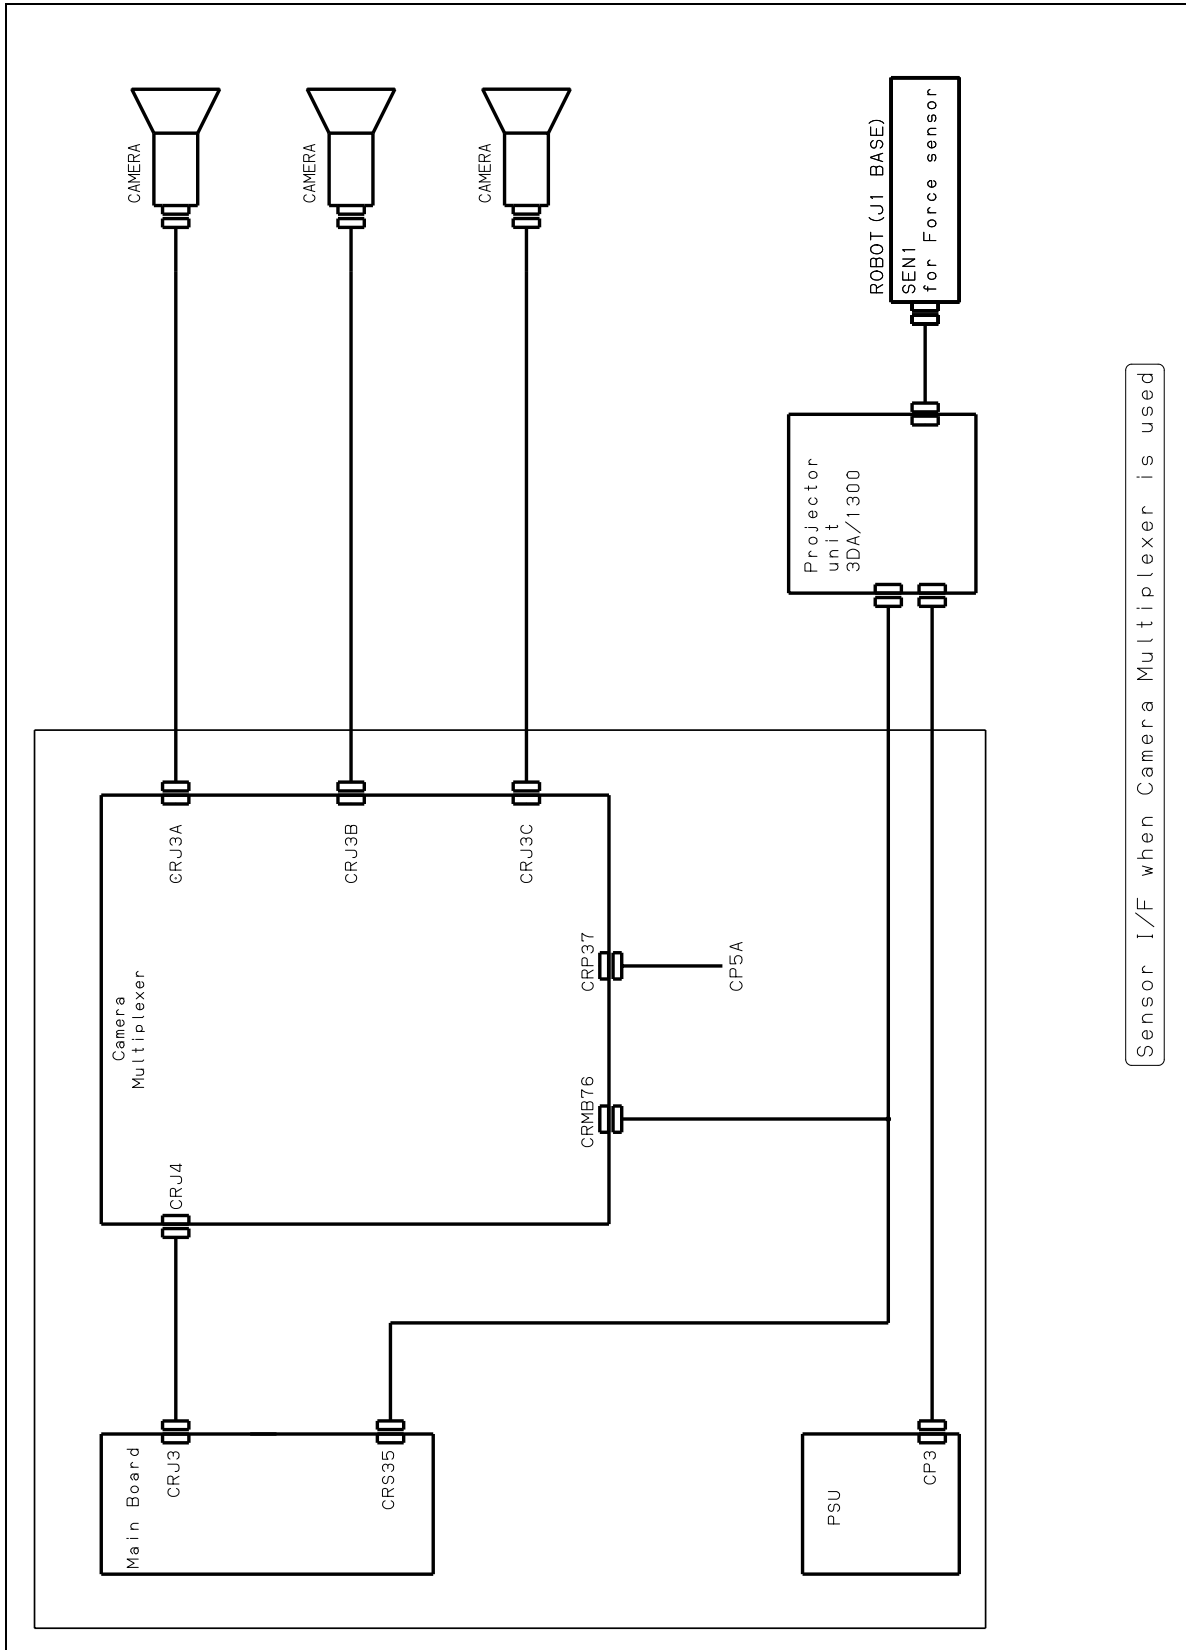 CAMERA
CAMERA
CAMERA
ROBOT(J1 BASE)
SEN1
for Force sensor
Projector
unit
3DA/1300
Camera
Multiplexer
CRJ3A
CRJ3B
CRJ3C
CRP37
CP5A
CRMB76
CRJ4
Main Board
CRJ3
CRS35
PSU
CP3
Sensor I/F when Camera Multiplexer is used